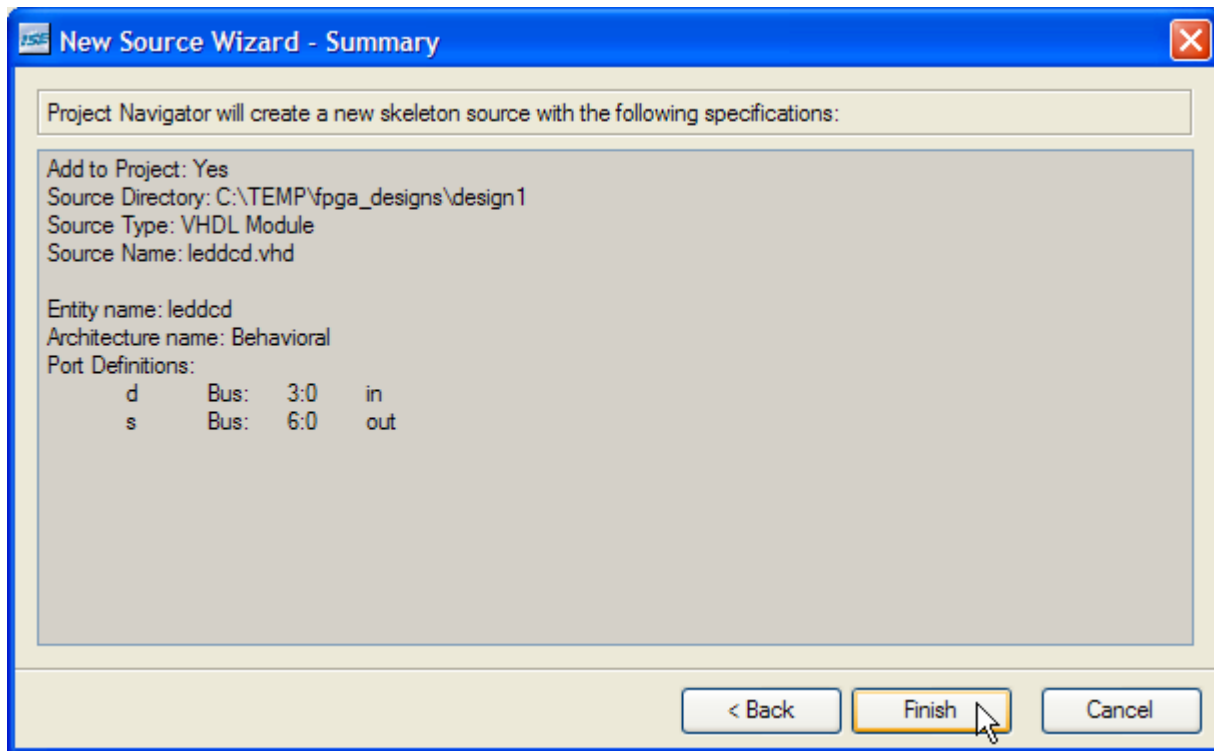 ISE New Source Wizard - Summary
Project Navigator will create a new skeleton source with the following specifications:
Add to Project: Yes
Source Directory: C:\TEMP\fpga_designs\design1
Source Type: VHDL Module
Source Name: leddcd.vhd
Entity name: leddcd
Architecture name: Behavioral
Port Definitions:
d Bus: 3:0 in
s Bus: 6:0 out
< Back Finish Cancel